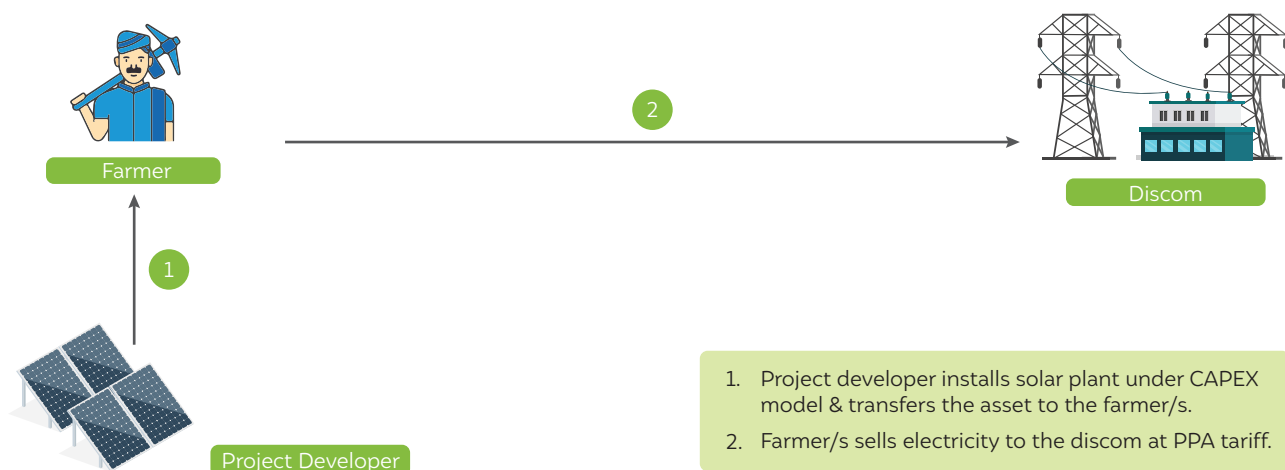 2
Farmer
Discom
1
1. Project developer installs solar plant under CAPEX
model & transfers the asset to the farmer/s.
2. Farmer/s sells electricity to the discom at PPA tariff.
Project Developer